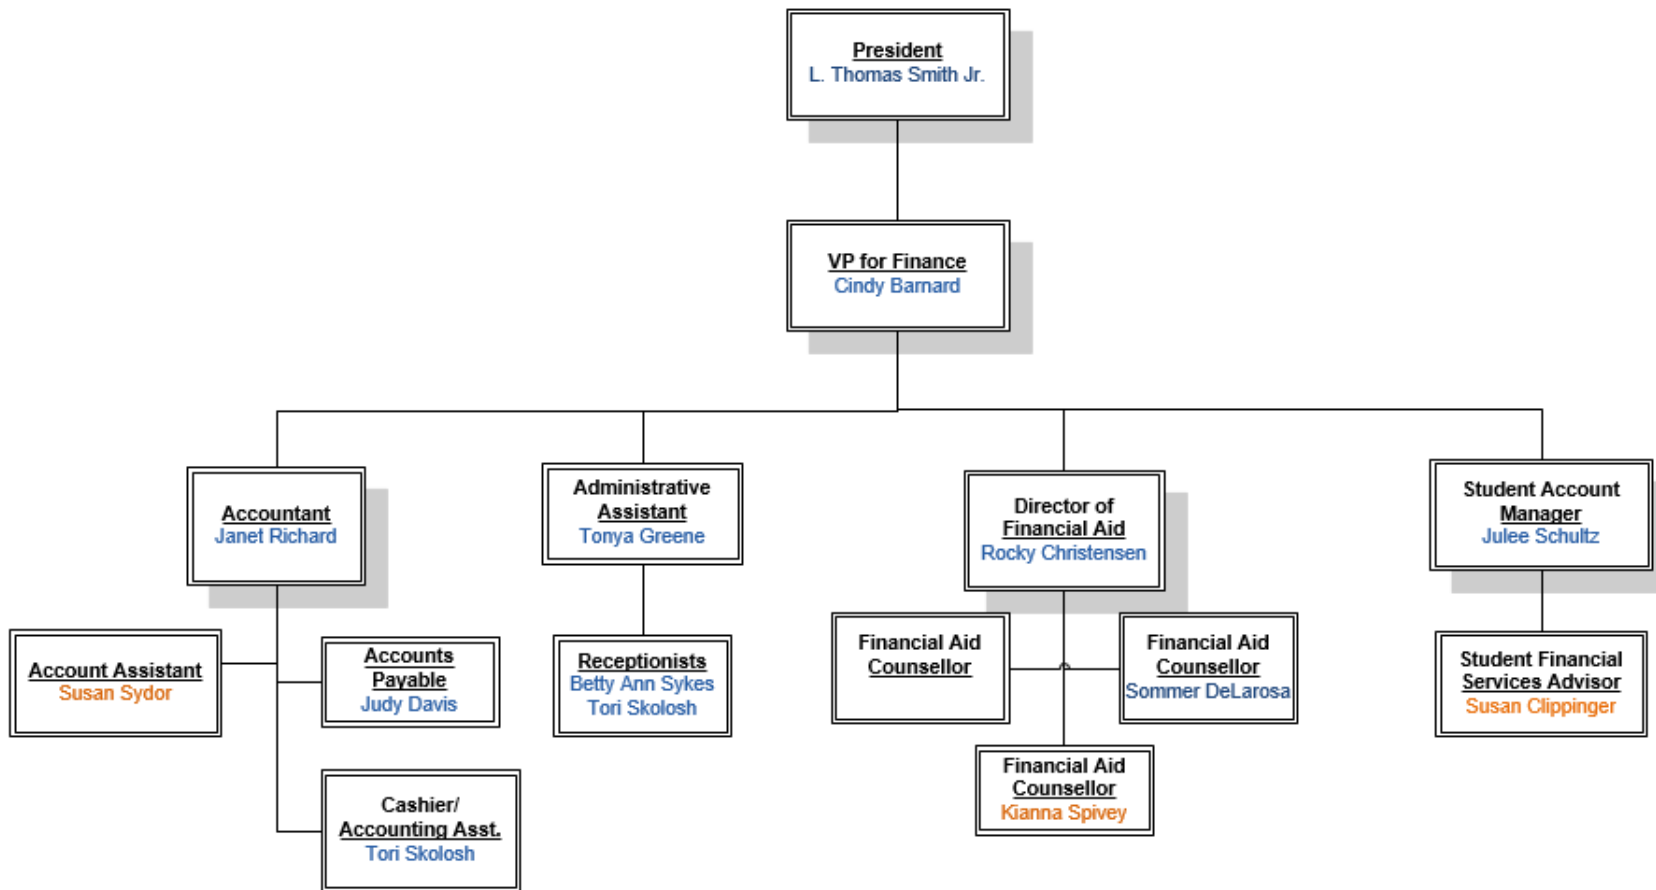 President
L. Thomas Smith Jr.
VP for Finance
Cindy Barnard
Accountant
Janet Richard
Administrative
Assistant
Tonya Greene
Director of
Financial Aid
Rocky Christensen
Student Account
Manager
Julee Schultz
Account Assistant
Susan Sydor
Accounts
Payable
Judy Davis
Receptionists
Betty Ann Sykes
Tori Skolosh
Financial Aid
Counsellor
Financial Aid
Counsellor
Sommer DeLarosa
Student Financial
Services Advisor
Susan Clippinger
Cashier/
Accounting Asst.
Tori Skolosh
Financial Aid
Counsellor
Kianna Spivey